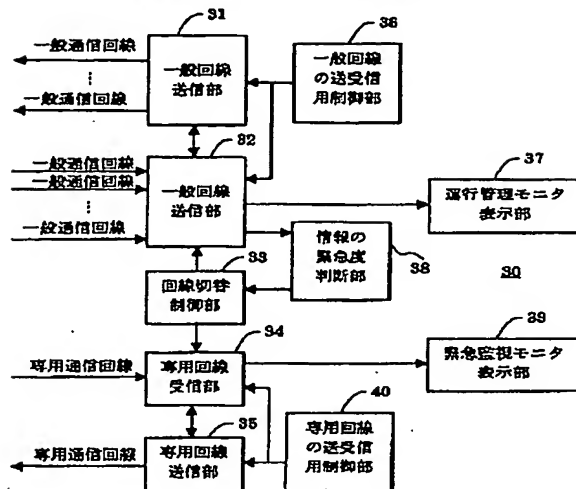 31
36
一般通信回線
⋮
一般通信回線
一般回線
送信部
一般回線
の送受信
用制御部
32
一般通信回線
一般通信回線
⋮
一般通信回線
一般回線
送信部
37
運行管理モニタ
表示部
情報の
緊急度
判断部
38
33
回線切替
制御部
30
34
39
専用通信回線
専用回線
受信部
緊急監視モニタ
表示部
35
40
専用通信回線
専用回線
送信部
専用回線
の送受信
用制御部